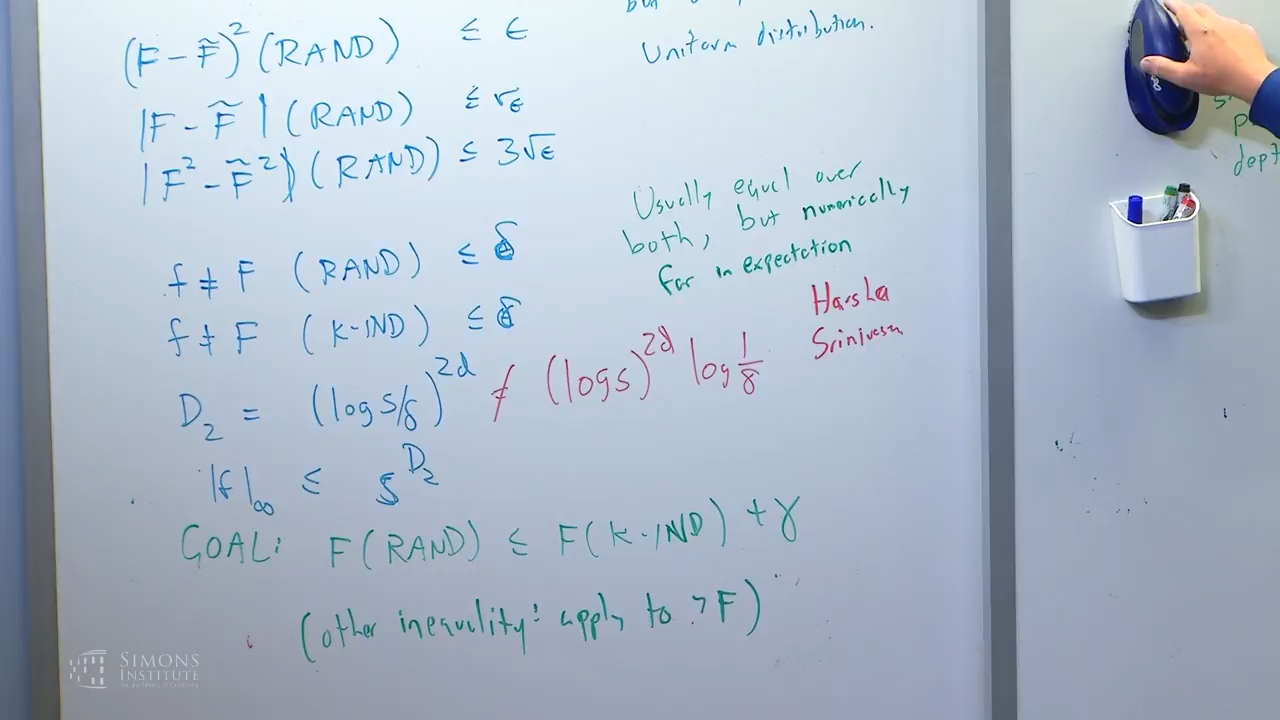 (F - F̃)² (RAND) ≤ ϵ
|F - F̃| (RAND) ≤ √ϵ
|F² - F̃²| (RAND) ≤ 3√ϵ
f ≠ F (RAND) ≤ δ
f ≠ F (K-IND) ≤ δ
D₂ = (log s/δ)^2d ≠ (log s)^2d log 1/δ
|f|∞ ≤ s^D₂
GOAL: F(RAND) ≤ F(K-IND) + γ
(other inequality: apply to ¬F)
Uniform distribution.
Usually equal over
both, but numerically
far in expectation
Harsha
Srinivasan
dept
SIMONS
INSTITUTE